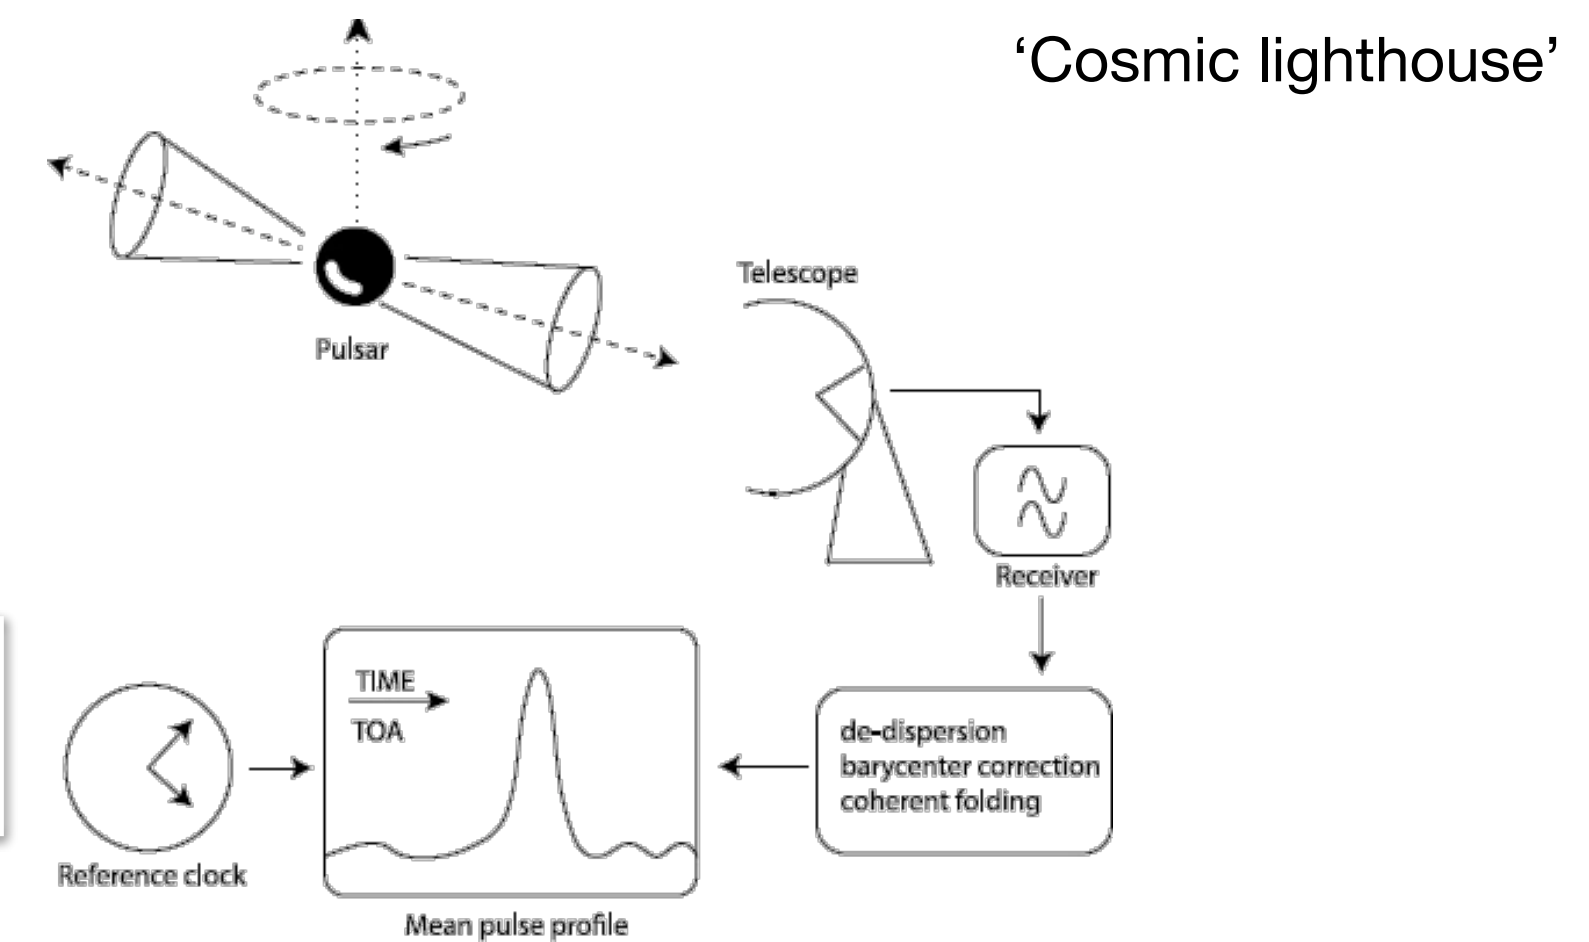 ‘Cosmic lighthouse’
Pulsar
Telescope
Receiver
de-dispersion
barycenter correction
coherent folding
TIME
TOA
Mean pulse profile
Reference clock